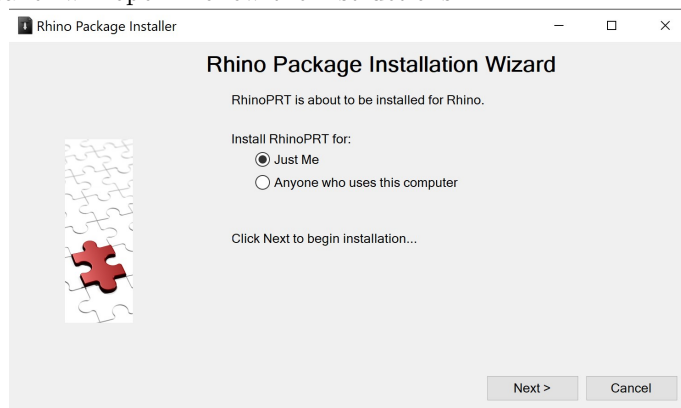 Rhino Package Installer
Rhino Package Installation Wizard
RhinoPRT is about to be installed for Rhino.
Install RhinoPRT for:
Just Me
Anyone who uses this computer
Click Next to begin installation...
Next >
Cancel